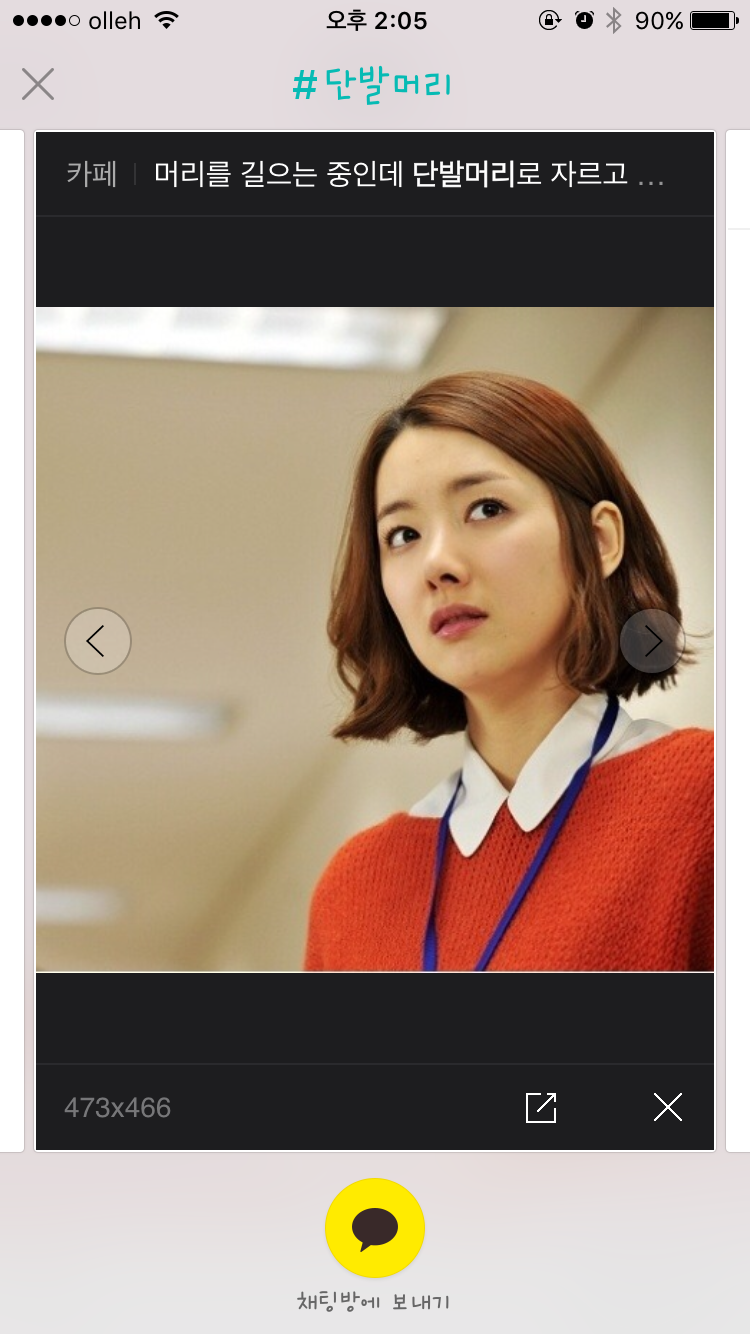 olleh 오후 2:05 90%
#단발머리
카페 머리를 길으는 중인데 단발머리로 자르고 ...
473x466
채팅방에 보내기